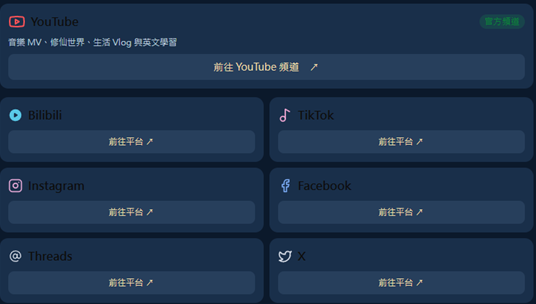 YouTube 官方頻道
音樂 MV、修仙世界、生活 Vlog 與英文學習
前往 YouTube 頻道 ↗
Bilibili
前往平台 ↗
TikTok
前往平台 ↗
Instagram
前往平台 ↗
Facebook
前往平台 ↗
Threads
前往平台 ↗
X
前往平台 ↗